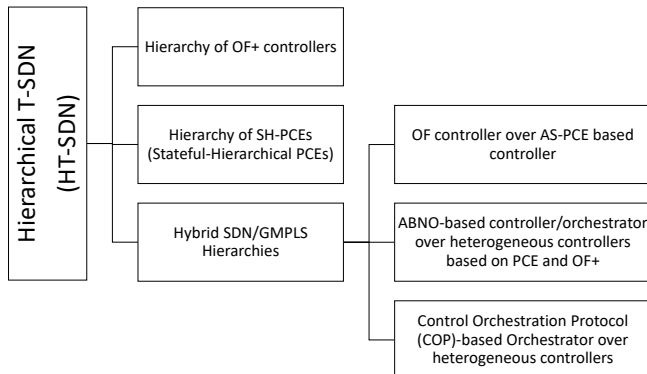 Hierarchical T-SDN
(HT-SDN)
Hierarchy of OF+ controllers
Hierarchy of SH-PCEs
(Stateful-Hierarchical PCEs)
Hybrid SDN/GMPLS
Hierarchies
OF controller over AS-PCE based
controller
ABNO-based controller/orchestrator
over heterogeneous controllers
based on PCE and OF+
Control Orchestration Protocol
(COP)-based Orchestrator over
heterogeneous controllers